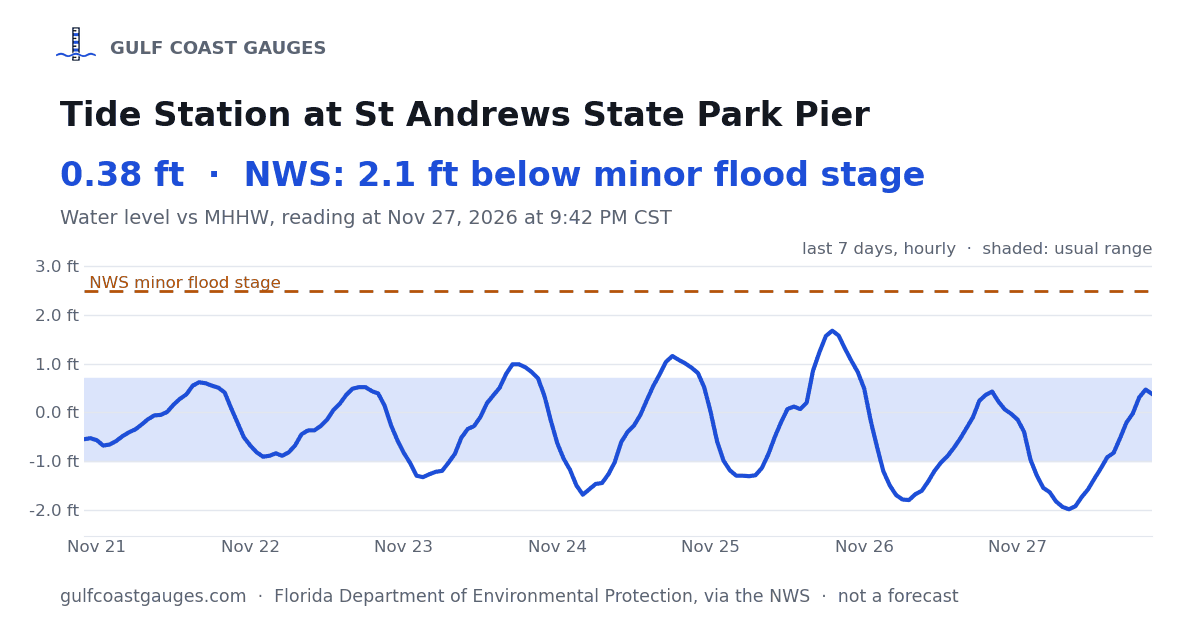 GULF COAST GAUGES
Tide Station at St Andrews State Park Pier
0.38 ft · NWS: 2.1 ft below minor flood stage
Water level vs MHHW, reading at Nov 27, 2026 at 9:42 PM CST
last 7 days, hourly · shaded: usual range
3.0 ft
NWS minor flood stage
2.0 ft
1.0 ft
0.0 ft
-1.0 ft
-2.0 ft
Nov 21 Nov 22 Nov 23 Nov 24 Nov 25 Nov 26 Nov 27
gulfcoastgauges.com · Florida Department of Environmental Protection, via the NWS · not a forecast